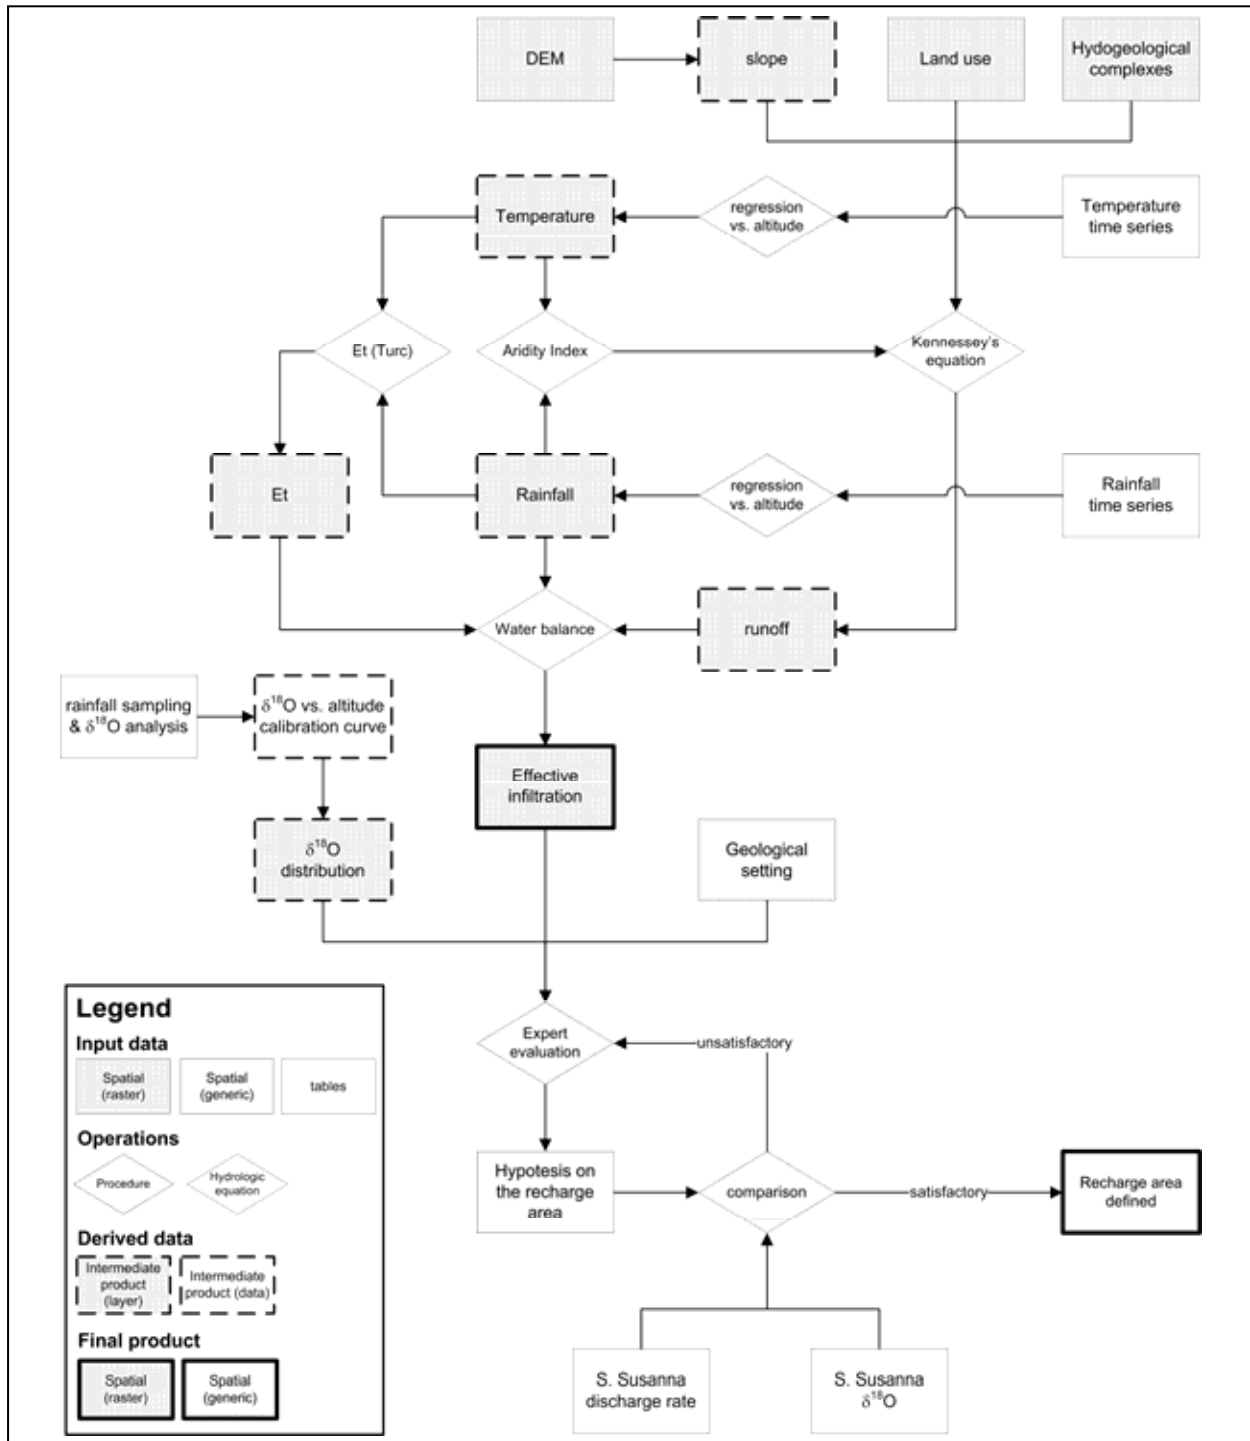 DEM
slope
Land use
Hydogeological
complexes
Temperature
regression
vs. altitude
Temperature
time series
Et (Turc)
Aridity Index
Kennessey's
equation
Et
Rainfall
regression
vs. altitude
Rainfall
time series
Water balance
runoff
rainfall sampling
& δ18O analysis
δ18O vs. altitude
calibration curve
Effective
infiltration
δ18O
distribution
Geological
setting
Legend
Input data
Spatial
(raster)
Spatial
(generic)
tables
Operations
Procedure
Hydrologic
equation
Derived data
Intermediate
product
(layer)
Intermediate
product (data)
Final product
Spatial
(raster)
Spatial
(generic)
Expert
evaluation
unsatisfactory
Hypotesis on
the recharge
area
comparison
satisfactory
Recharge area
defined
S. Susanna
discharge rate
S. Susanna
δ18O